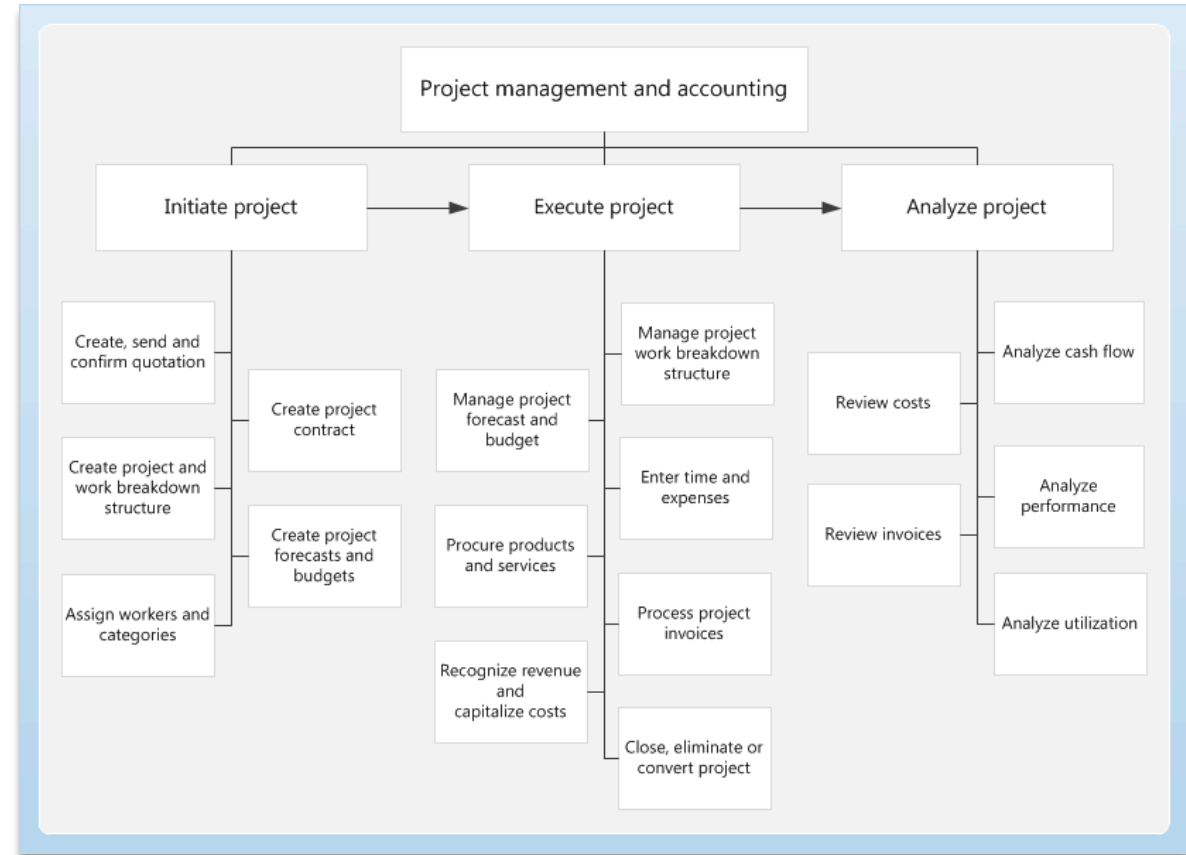 Project management and accounting
Initiate project
Execute project
Analyze project
Create, send and
confirm quotation
Create project
contract
Create project and
work breakdown
structure
Create project
forecasts and
budgets
Assign workers and
categories
Manage project
work breakdown
structure
Manage project
forecast and
budget
Enter time and
expenses
Procure products
and services
Process project
invoices
Recognize revenue
and
capitalize costs
Close, eliminate or
convert project
Analyze cash flow
Review costs
Analyze
performance
Review invoices
Analyze utilization